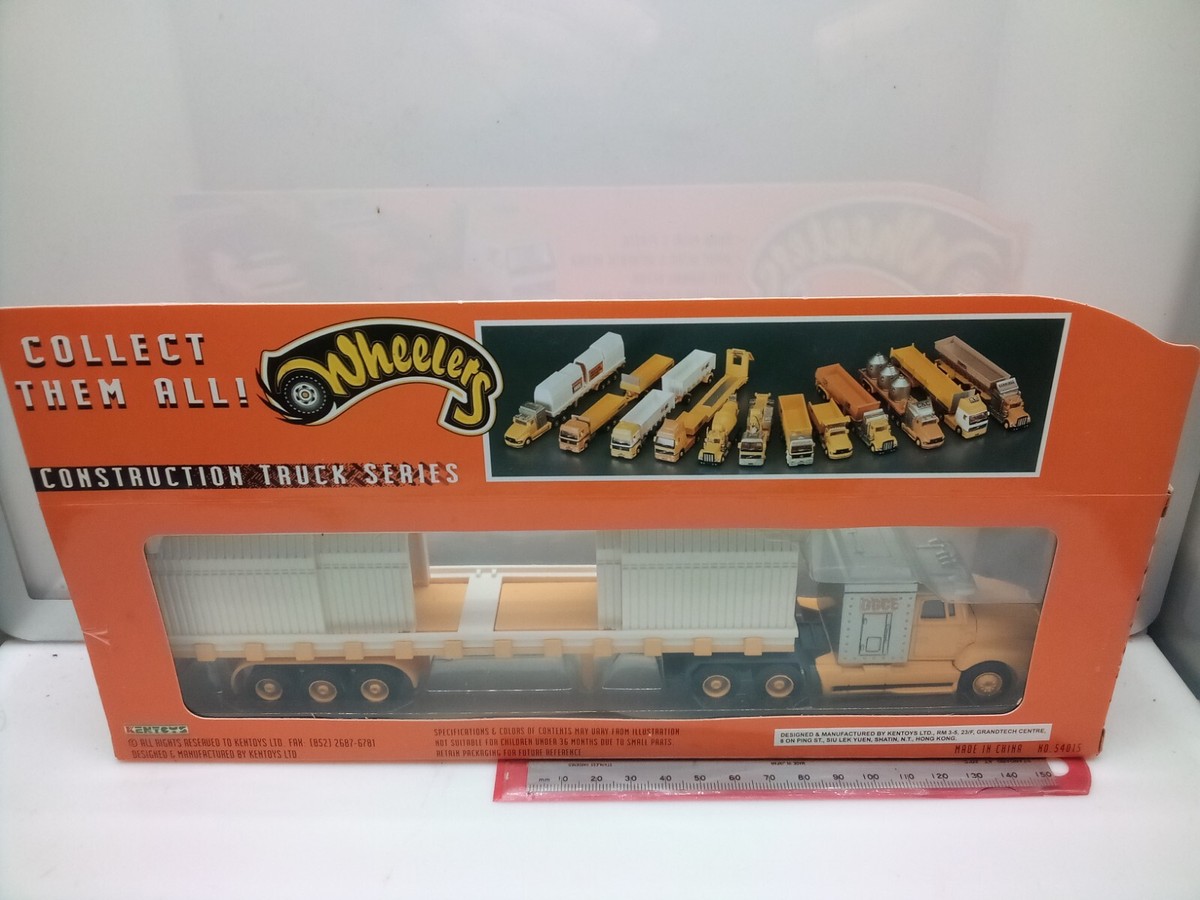 COLLECT
THEM ALL!
Wheelers
CONSTRUCTION TRUCK SERIES
KENTOYS
© ALL RIGHTS RESERVED TO KENTOYS LTD. FAX: (852) 2687-6781
DESIGNED & MANUFACTURED BY KENTOYS LTD.
SPECIFICATIONS & COLORS OF CONTENTS MAY VARY FROM ILLUSTRATION
NOT SUITABLE FOR CHILDREN UNDER 36 MONTHS DUE TO SMALL PARTS.
RETAIN PACKAGING FOR FUTURE REFERENCE.
DESIGNED & MANUFACTURED BY KENTOYS LTD., RM 3-5, 23/F, GRANDTECH CENTRE,
8 ON PING ST., SIU LEK YUEN, SHATIN, N.T., HONG KONG.
MADE IN CHINA NO. 54015
mm 10 20 30 40 50 60 70 80 90 100 110 120 130 140 150